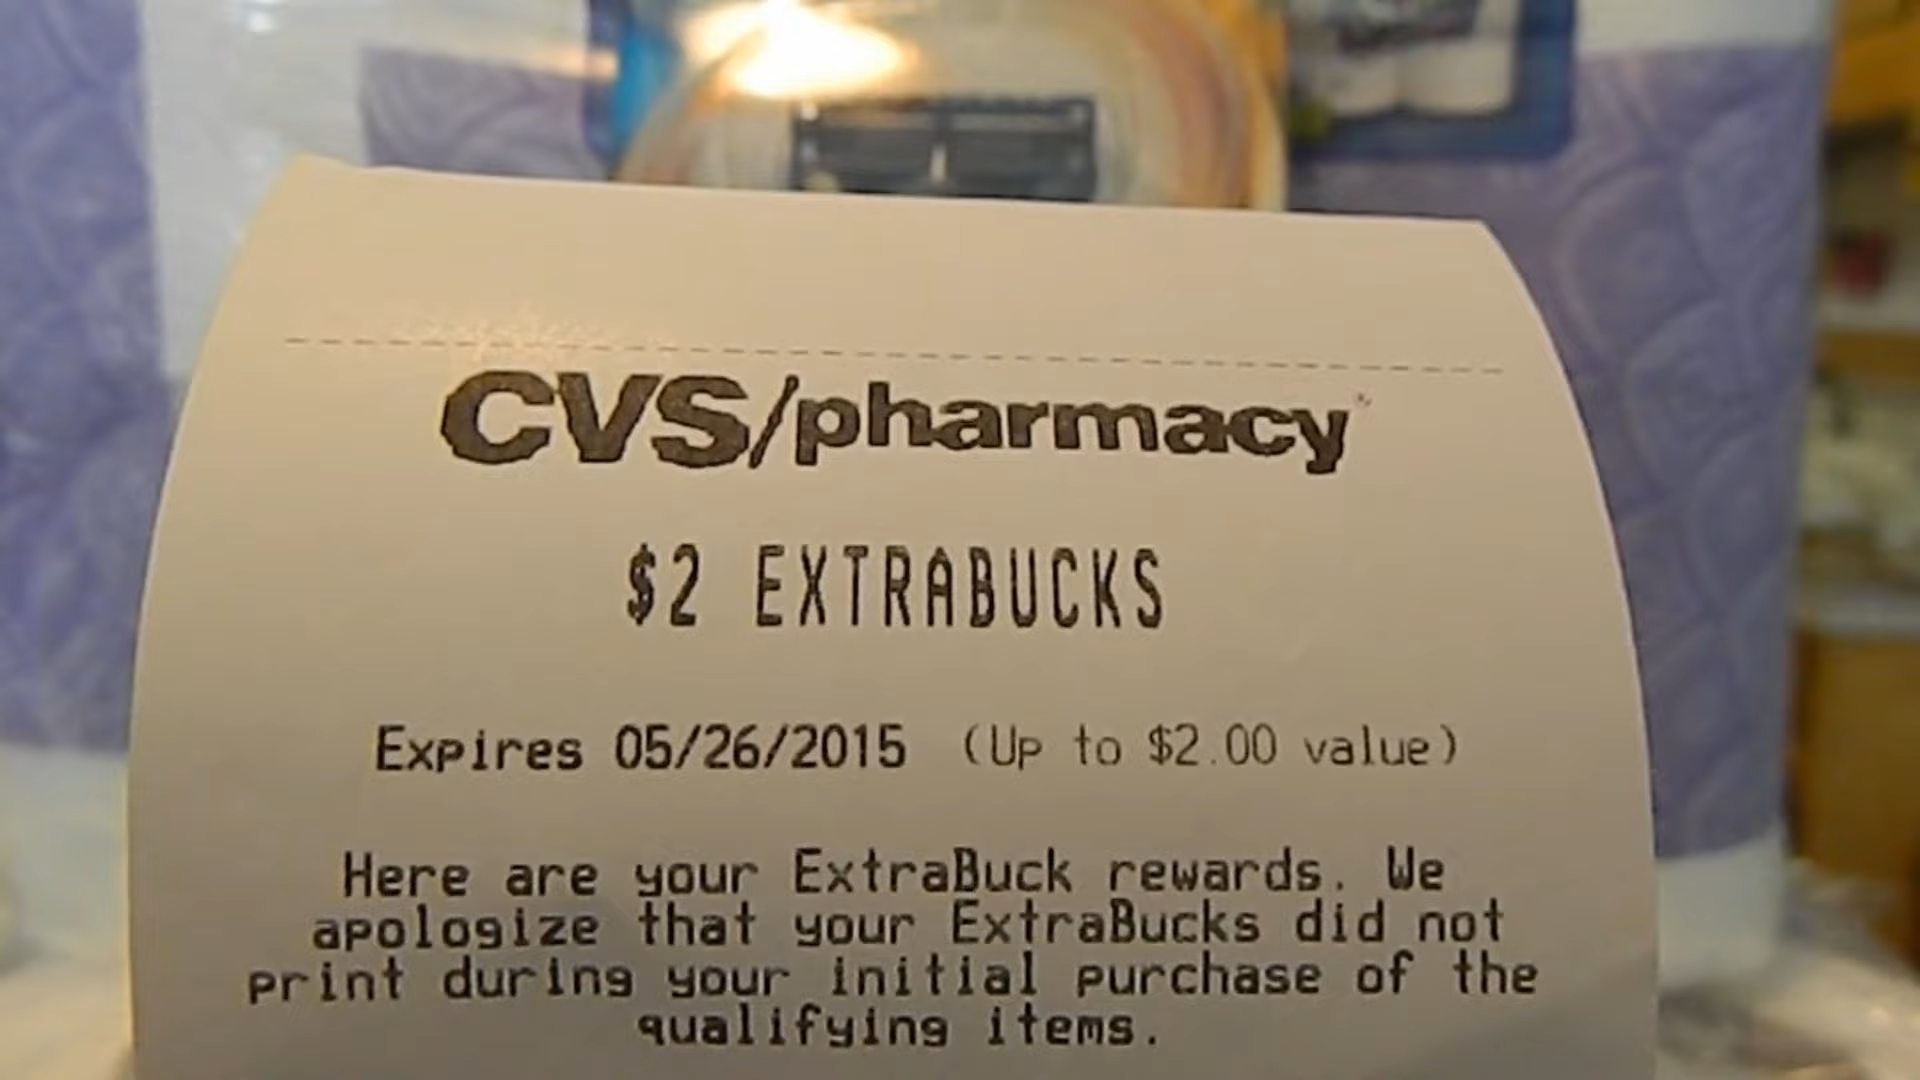 CVS/pharmacy
$2 EXTRABUCKS
Expires 05/26/2015 (Up to $2.00 value)
Here are your ExtraBuck rewards. We
apologize that your ExtraBucks did not
print during your initial purchase of the
qualifying items.